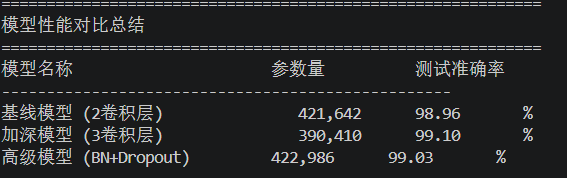 ============================================================
模型性能对比总结
============================================================
模型名称 参数量 测试准确率
--------------------------------------------------
基线模型 (2卷积层) 421,642 98.96 %
加深模型 (3卷积层) 390,410 99.10 %
高级模型 (BN+Dropout) 422,986 99.03 %